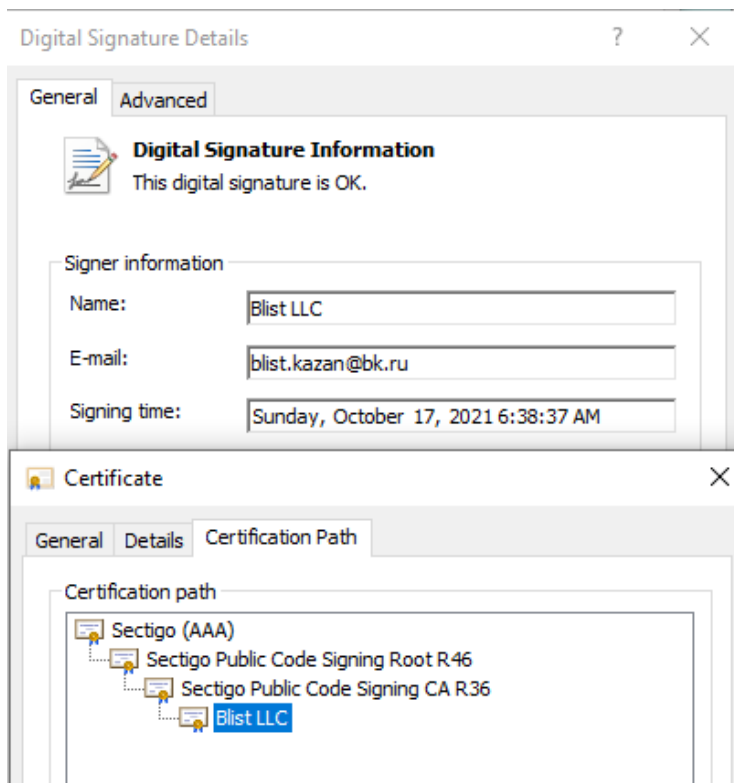 Digital Signature Details
General Advanced
Digital Signature Information
This digital signature is OK.
Signer information
Name: Blist LLC
E-mail: blist.kazan@bk.ru
Signing time: Sunday, October 17, 2021 6:38:37 AM
Certificate
General Details Certification Path
Certification path
Sectigo (AAA)
Sectigo Public Code Signing Root R46
Sectigo Public Code Signing CA R36
Blist LLC